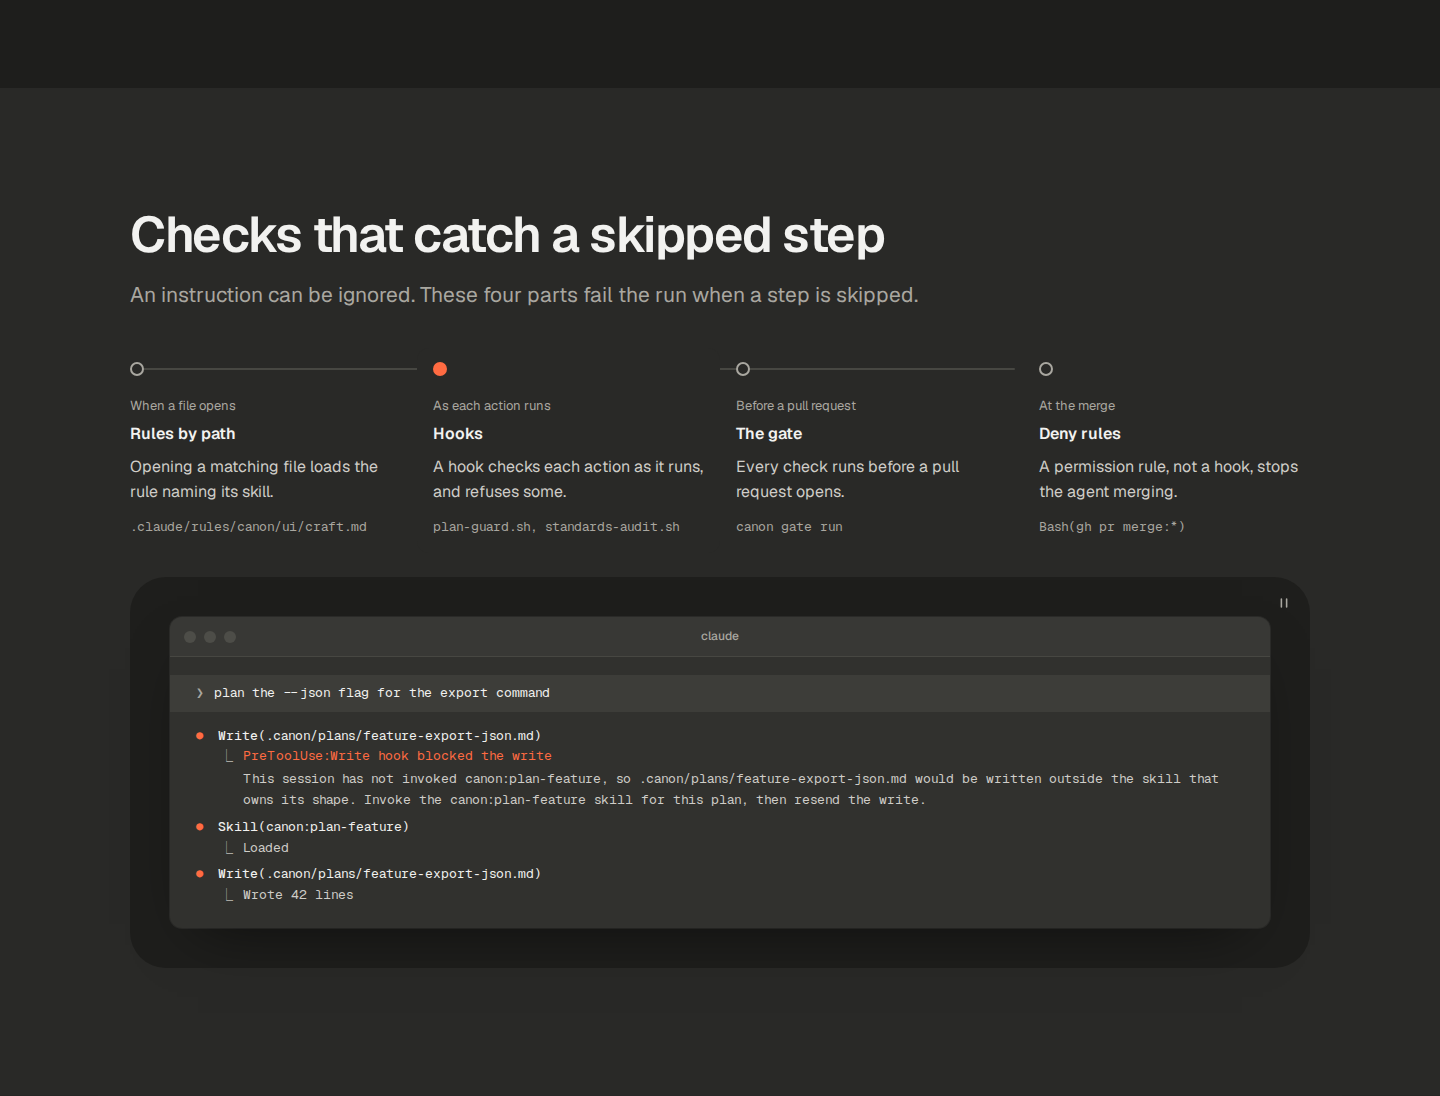 Checks that catch a skipped step
An instruction can be ignored. These four parts fail the run when a step is skipped.
When a file opens
Rules by path
Opening a matching file loads the
rule naming its skill.
.claude/rules/canon/ui/craft.md
As each action runs
Hooks
A hook checks each action as it runs,
and refuses some.
plan-guard.sh, standards-audit.sh
Before a pull request
The gate
Every check runs before a pull
request opens.
canon gate run
At the merge
Deny rules
A permission rule, not a hook, stops
the agent merging.
Bash(gh pr merge:*)
claude
❯ plan the --json flag for the export command
● Write(.canon/plans/feature-export-json.md)
⎿ PreToolUse:Write hook blocked the write
This session has not invoked canon:plan-feature, so .canon/plans/feature-export-json.md would be written outside the skill that
owns its shape. Invoke the canon:plan-feature skill for this plan, then resend the write.
● Skill(canon:plan-feature)
⎿ Loaded
● Write(.canon/plans/feature-export-json.md)
⎿ Wrote 42 lines